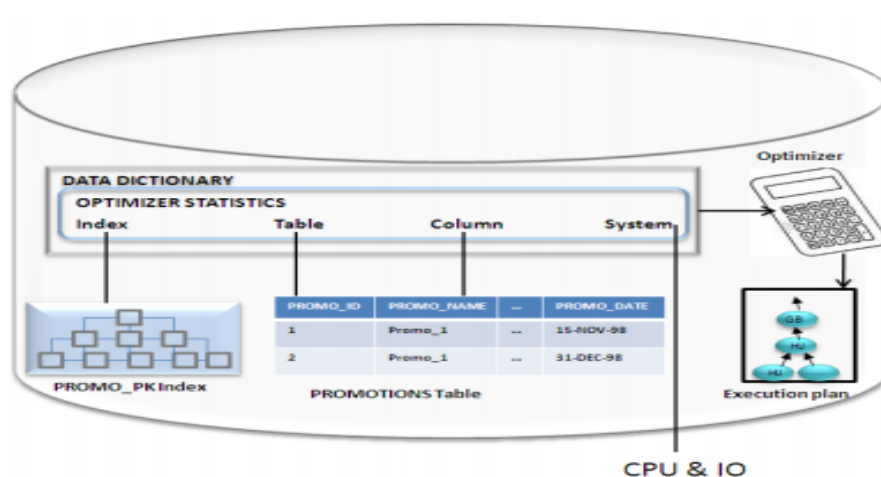 Optimizer
DATA DICTIONARY
OPTIMIZER STATISTICS
Index Table Column System
PROMO_ID PROMO_NAME ... PROMO_DATE
1 Promo_1 ... 15-NOV-98
2 Promo_1 ... 31-DEC-98
GB
HJ
HJ
PROMO_PK Index
PROMOTIONS Table
Execution plan
CPU & IO